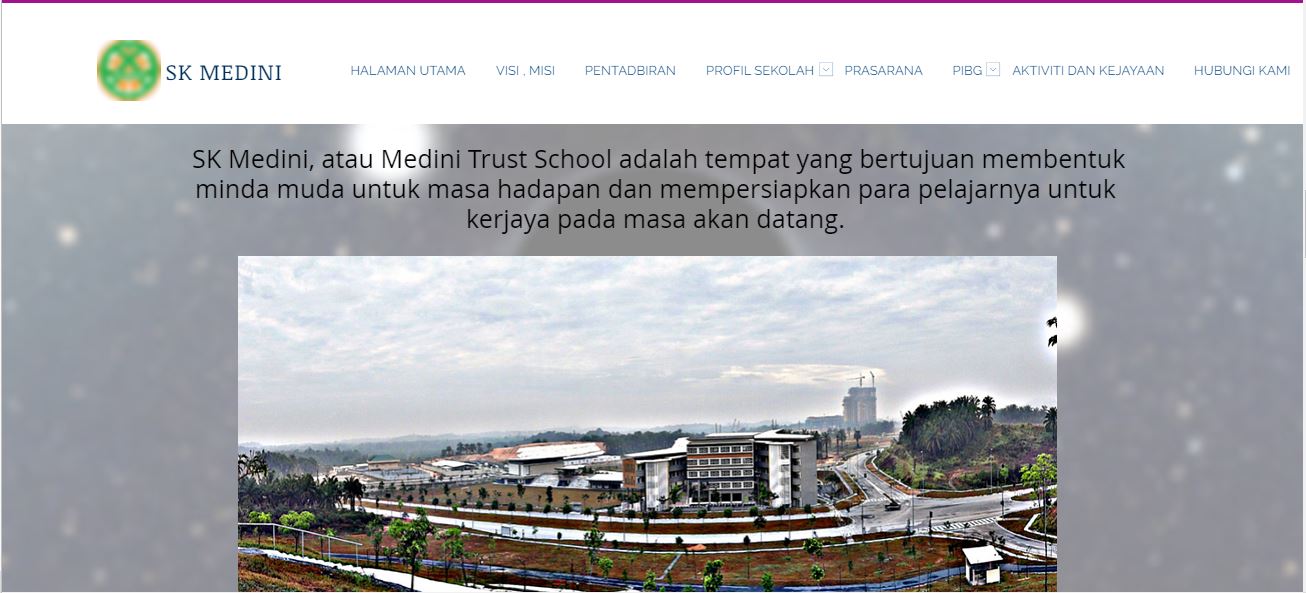 SK MEDINI
HALAMAN UTAMA VISI . MISI PENTADBIRAN PROFIL SEKOLAH PRASARANA PIBG AKTIVITI DAN KEJAYAAN HUBUNGI KAMI
SK Medini, atau Medini Trust School adalah tempat yang bertujuan membentuk
minda muda untuk masa hadapan dan mempersiapkan para pelajarnya untuk
kerjaya pada masa akan datang.